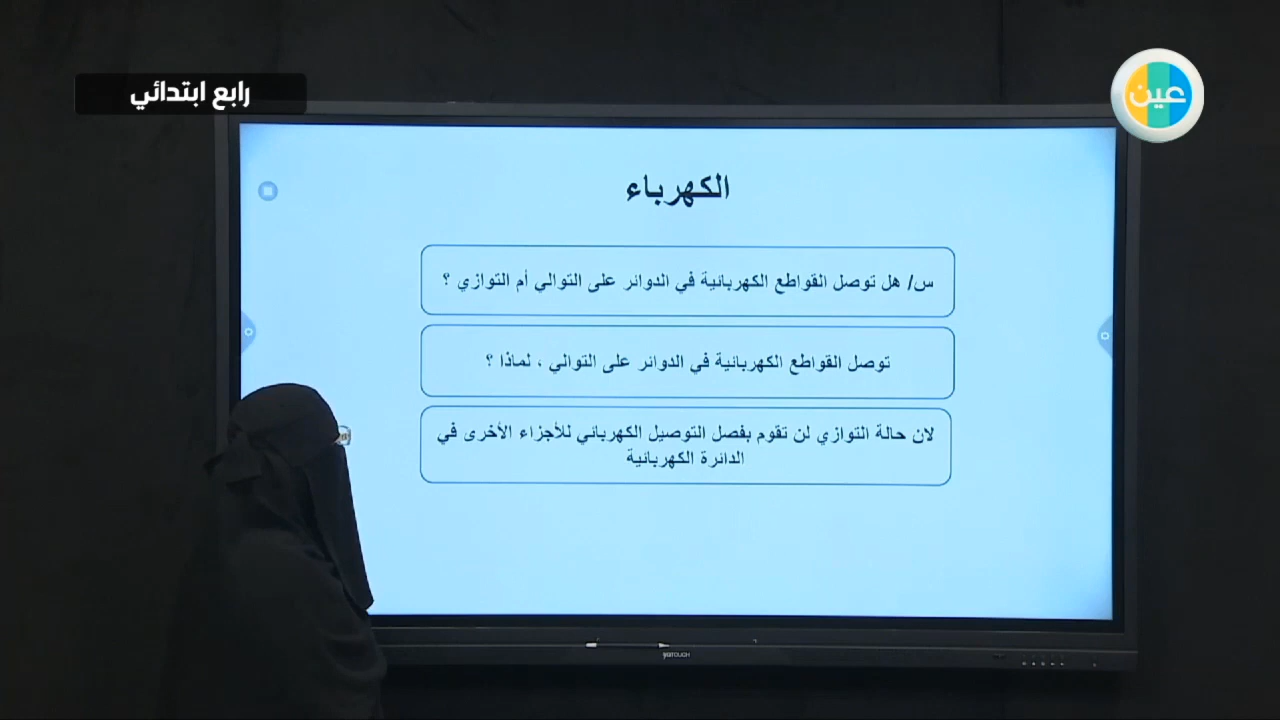 رابع ابتدائي
عين
الكهرباء
س/ هل توصل القواطع الكهربائية في الدوائر على التوالي أم التوازي ؟
توصل القواطع الكهربائية في الدوائر على التوالي ، لماذا ؟
لان حالة التوازي لن تقوم بفصل التوصيل الكهربائي للأجزاء الأخرى في
الدائرة الكهربائية